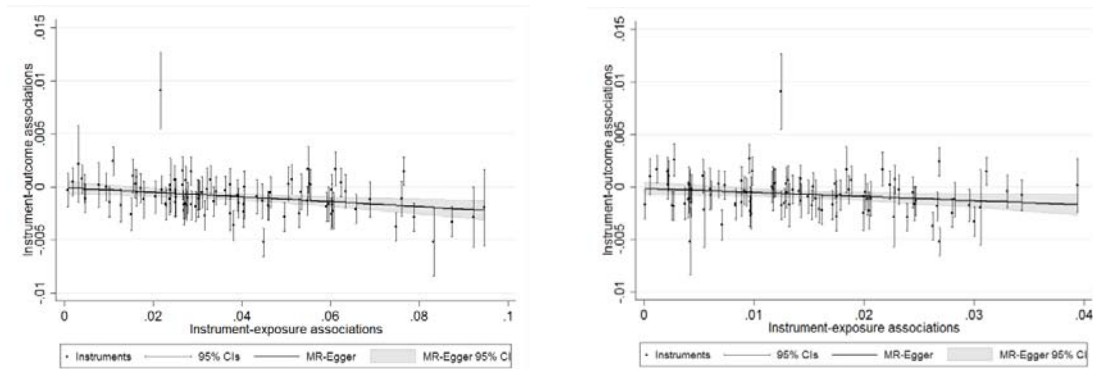 .015
.01
.005
0
-.005
-.01
Instrument-outcome associations
0 .02 .04 .06 .08 .1
Instrument-exposure associations
Instruments 95% CIs MR-Egger MR-Egger 95% CI
.015
.01
.005
0
-.005
-.01
Instrument-outcome associations
0 .01 .02 .03 .04
Instrument-exposure associations
Instruments 95% CIs MR-Egger MR-Egger 95% CI